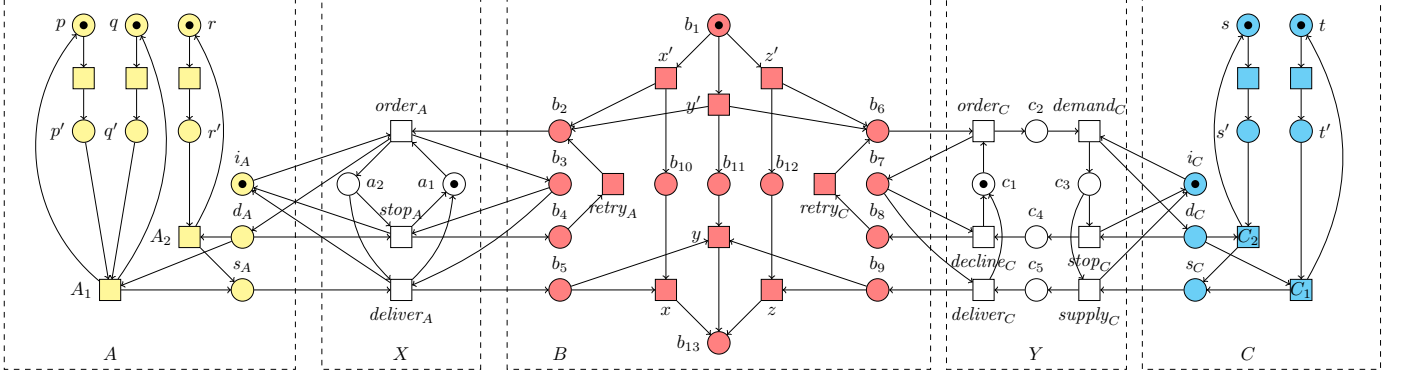 p q r b₁ s t
x′ z′
order_A b₂ y′ b₆ order_C c₂ demand_C
p′ q′ r′ s′ t′
i_A b₃ b₁₀ b₁₁ b₁₂ b₇ i_C
a₂ a₁ c₁ c₃
d_A stop_A b₄ retry_A retry_C b₈ c₄ d_C
A₂ y C₂
s_A b₅ b₉ decline_C c₅ stop_C s_C
A₁ C₁
deliver_A x z deliver_C supply_C
b₁₃
A X B Y C